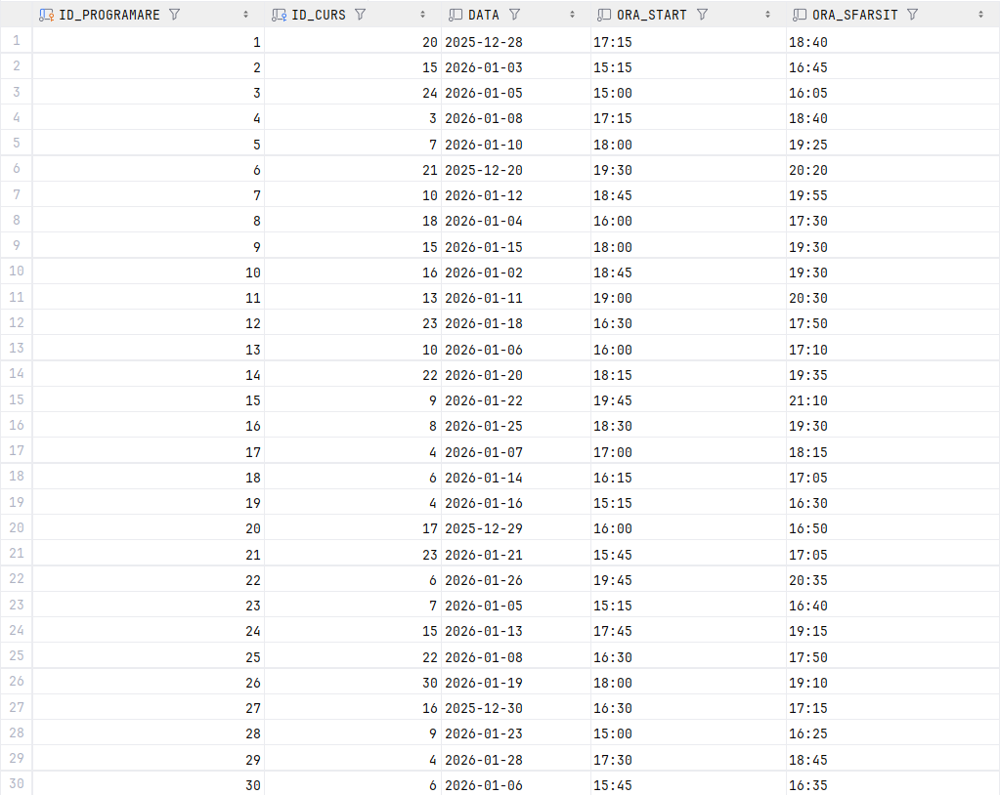 ID_PROGRAMARE ID_CURS DATA ORA_START ORA_SFARSIT
1 1 20 2025-12-28 17:15 18:40
2 2 15 2026-01-03 15:15 16:45
3 3 24 2026-01-05 15:00 16:05
4 4 3 2026-01-08 17:15 18:40
5 5 7 2026-01-10 18:00 19:25
6 6 21 2025-12-20 19:30 20:20
7 7 10 2026-01-12 18:45 19:55
8 8 18 2026-01-04 16:00 17:30
9 9 15 2026-01-15 18:00 19:30
10 10 16 2026-01-02 18:45 19:30
11 11 13 2026-01-11 19:00 20:30
12 12 23 2026-01-18 16:30 17:50
13 13 10 2026-01-06 16:00 17:10
14 14 22 2026-01-20 18:15 19:35
15 15 9 2026-01-22 19:45 21:10
16 16 8 2026-01-25 18:30 19:30
17 17 4 2026-01-07 17:00 18:15
18 18 6 2026-01-14 16:15 17:05
19 19 4 2026-01-16 15:15 16:30
20 20 17 2025-12-29 16:00 16:50
21 21 23 2026-01-21 15:45 17:05
22 22 6 2026-01-26 19:45 20:35
23 23 7 2026-01-05 15:15 16:40
24 24 15 2026-01-13 17:45 19:15
25 25 22 2026-01-08 16:30 17:50
26 26 30 2026-01-19 18:00 19:10
27 27 16 2025-12-30 16:30 17:15
28 28 9 2026-01-23 15:00 16:25
29 29 4 2026-01-28 17:30 18:45
30 30 6 2026-01-06 15:45 16:35